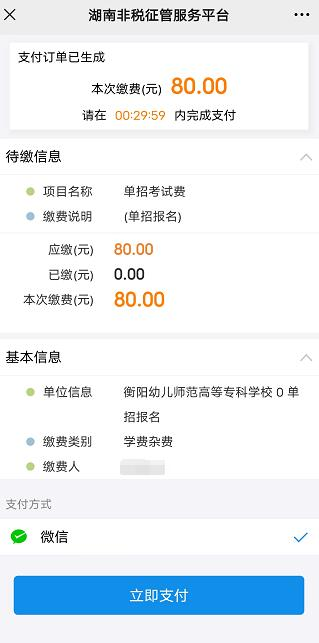 湖南非税征管服务平台
支付订单已生成
本次缴费(元) 80.00
请在 00:29:59 内完成支付
待缴信息
项目名称 单招考试费
缴费说明 (单招报名)
应缴(元) 80.00
已缴(元) 0.00
本次缴费(元) 80.00
基本信息
单位信息 衡阳幼儿师范高等专科学校 0 单
招报名
缴费类别 学费杂费
缴费人
支付方式
微信
立即支付